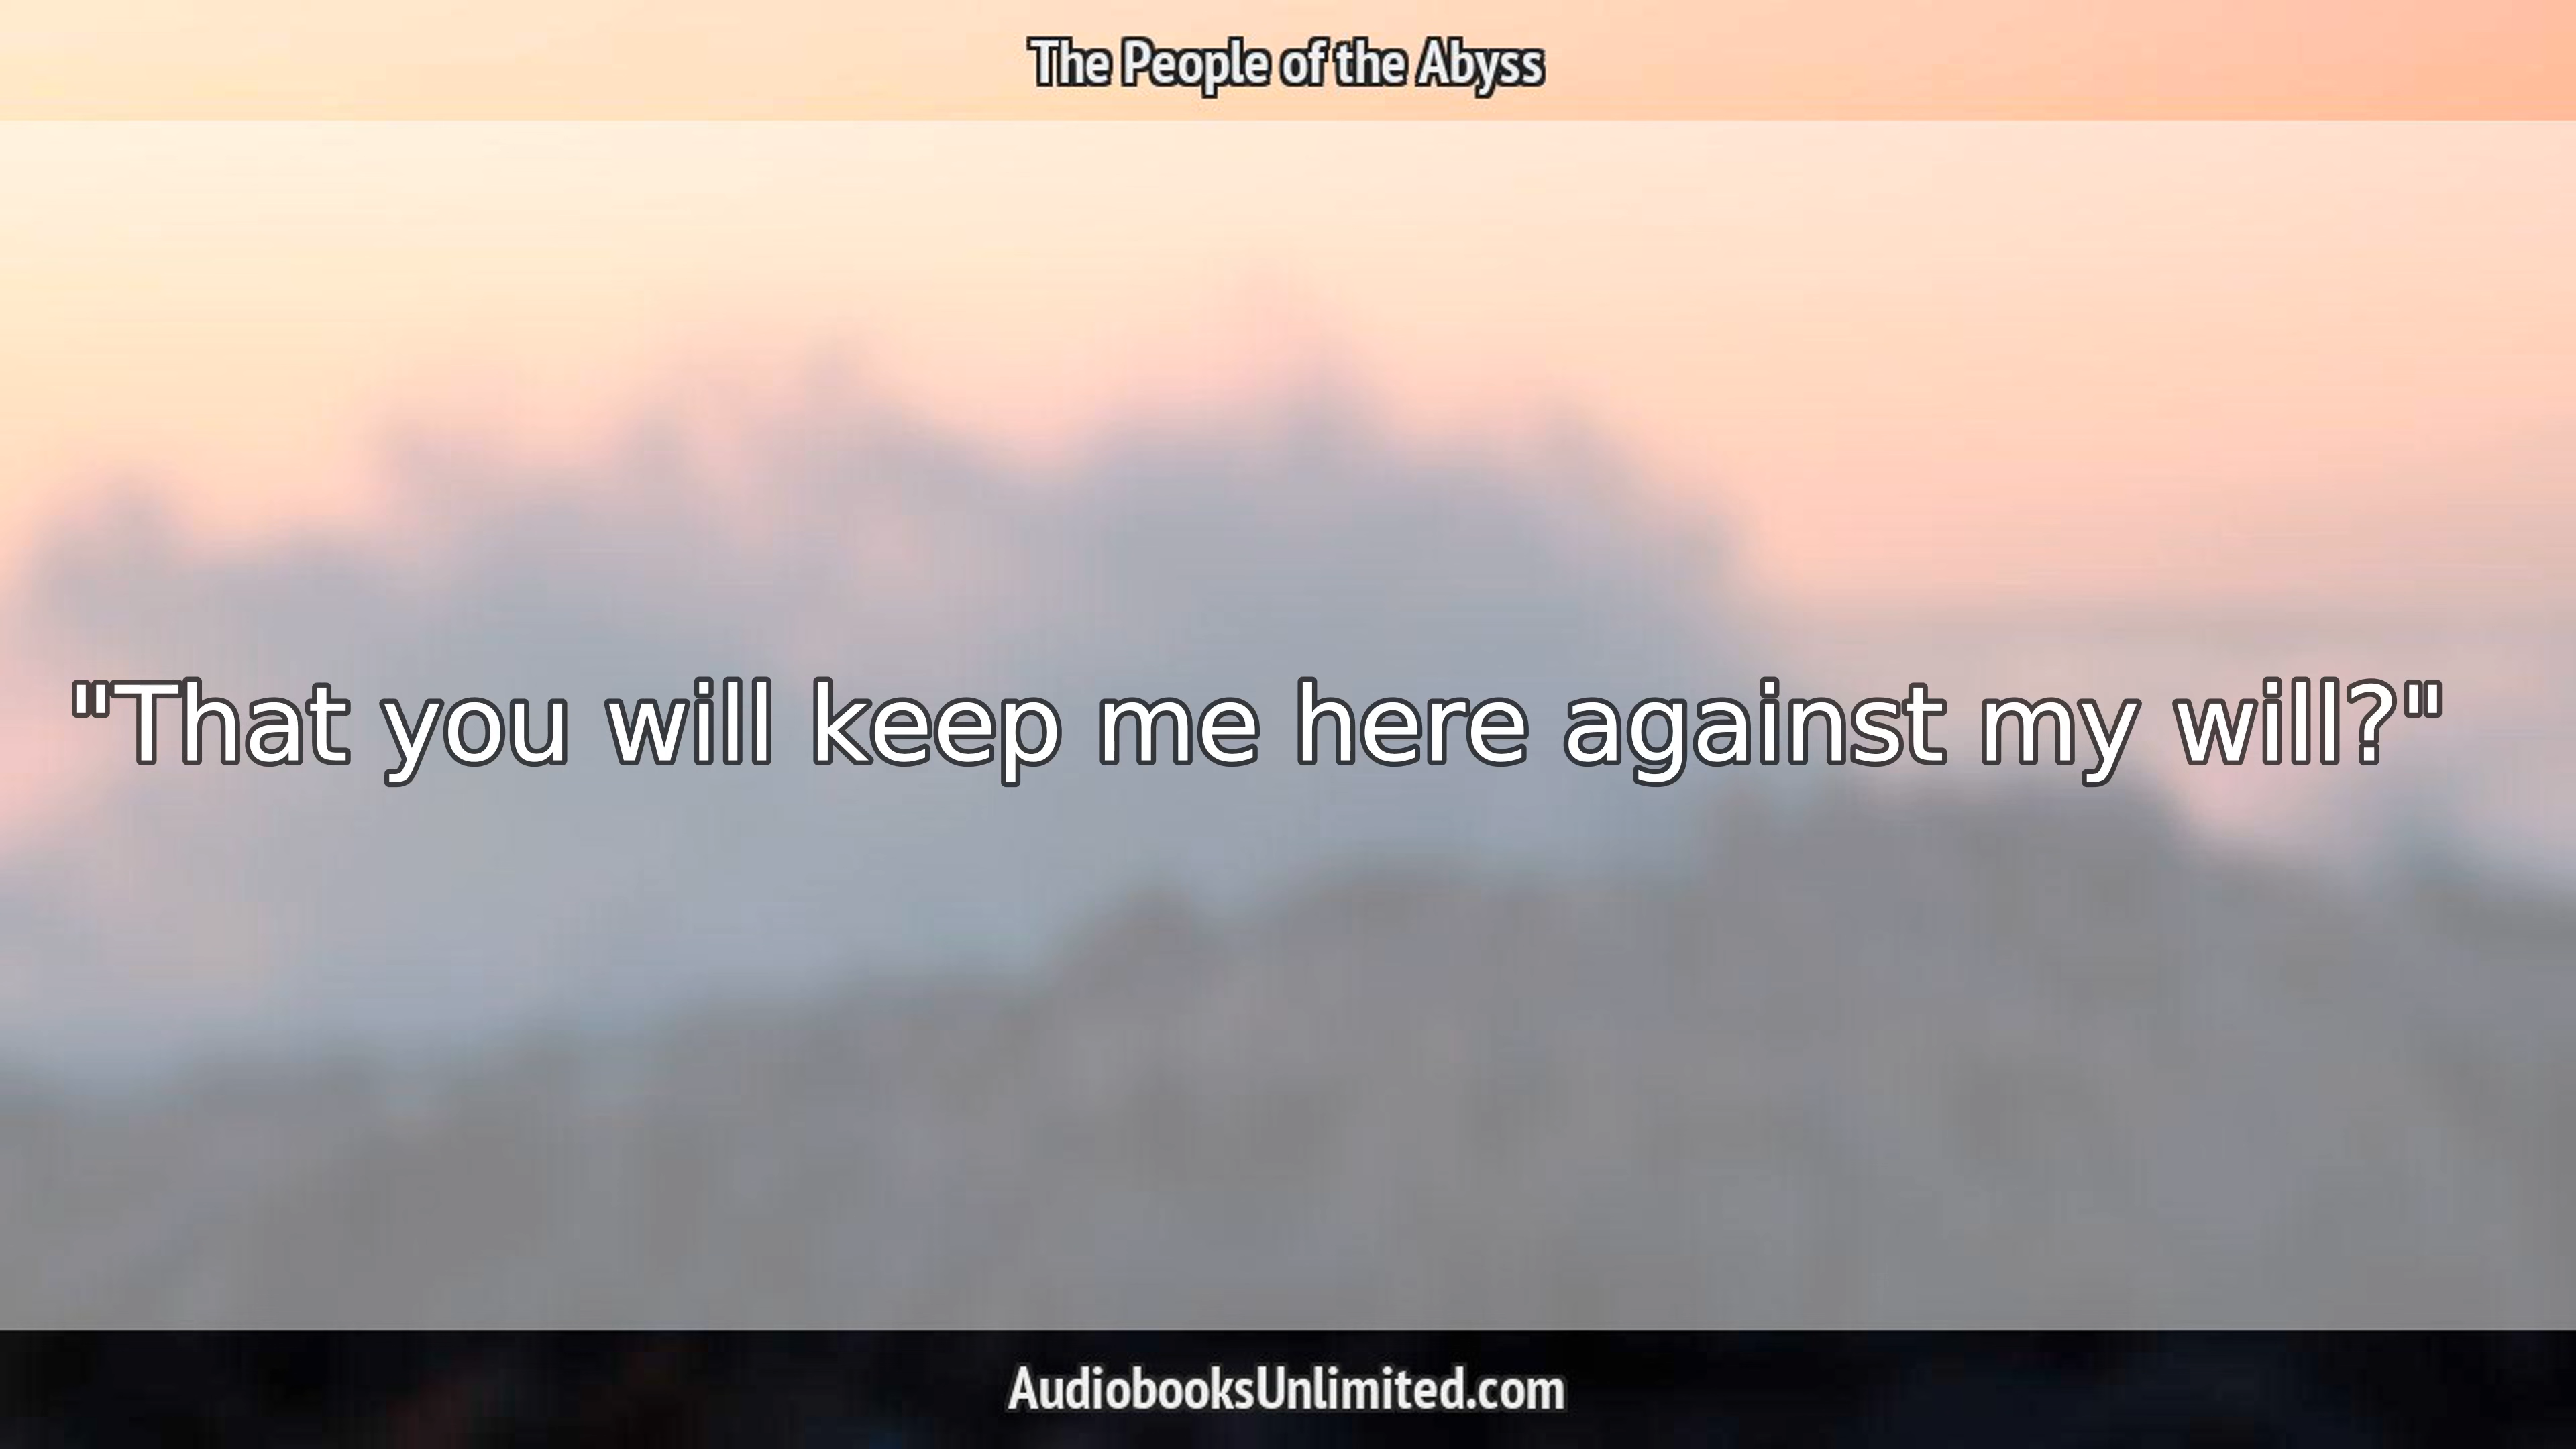 The People of the Abyss
"That you will keep me here against my will?"
AudiobooksUnlimited.com